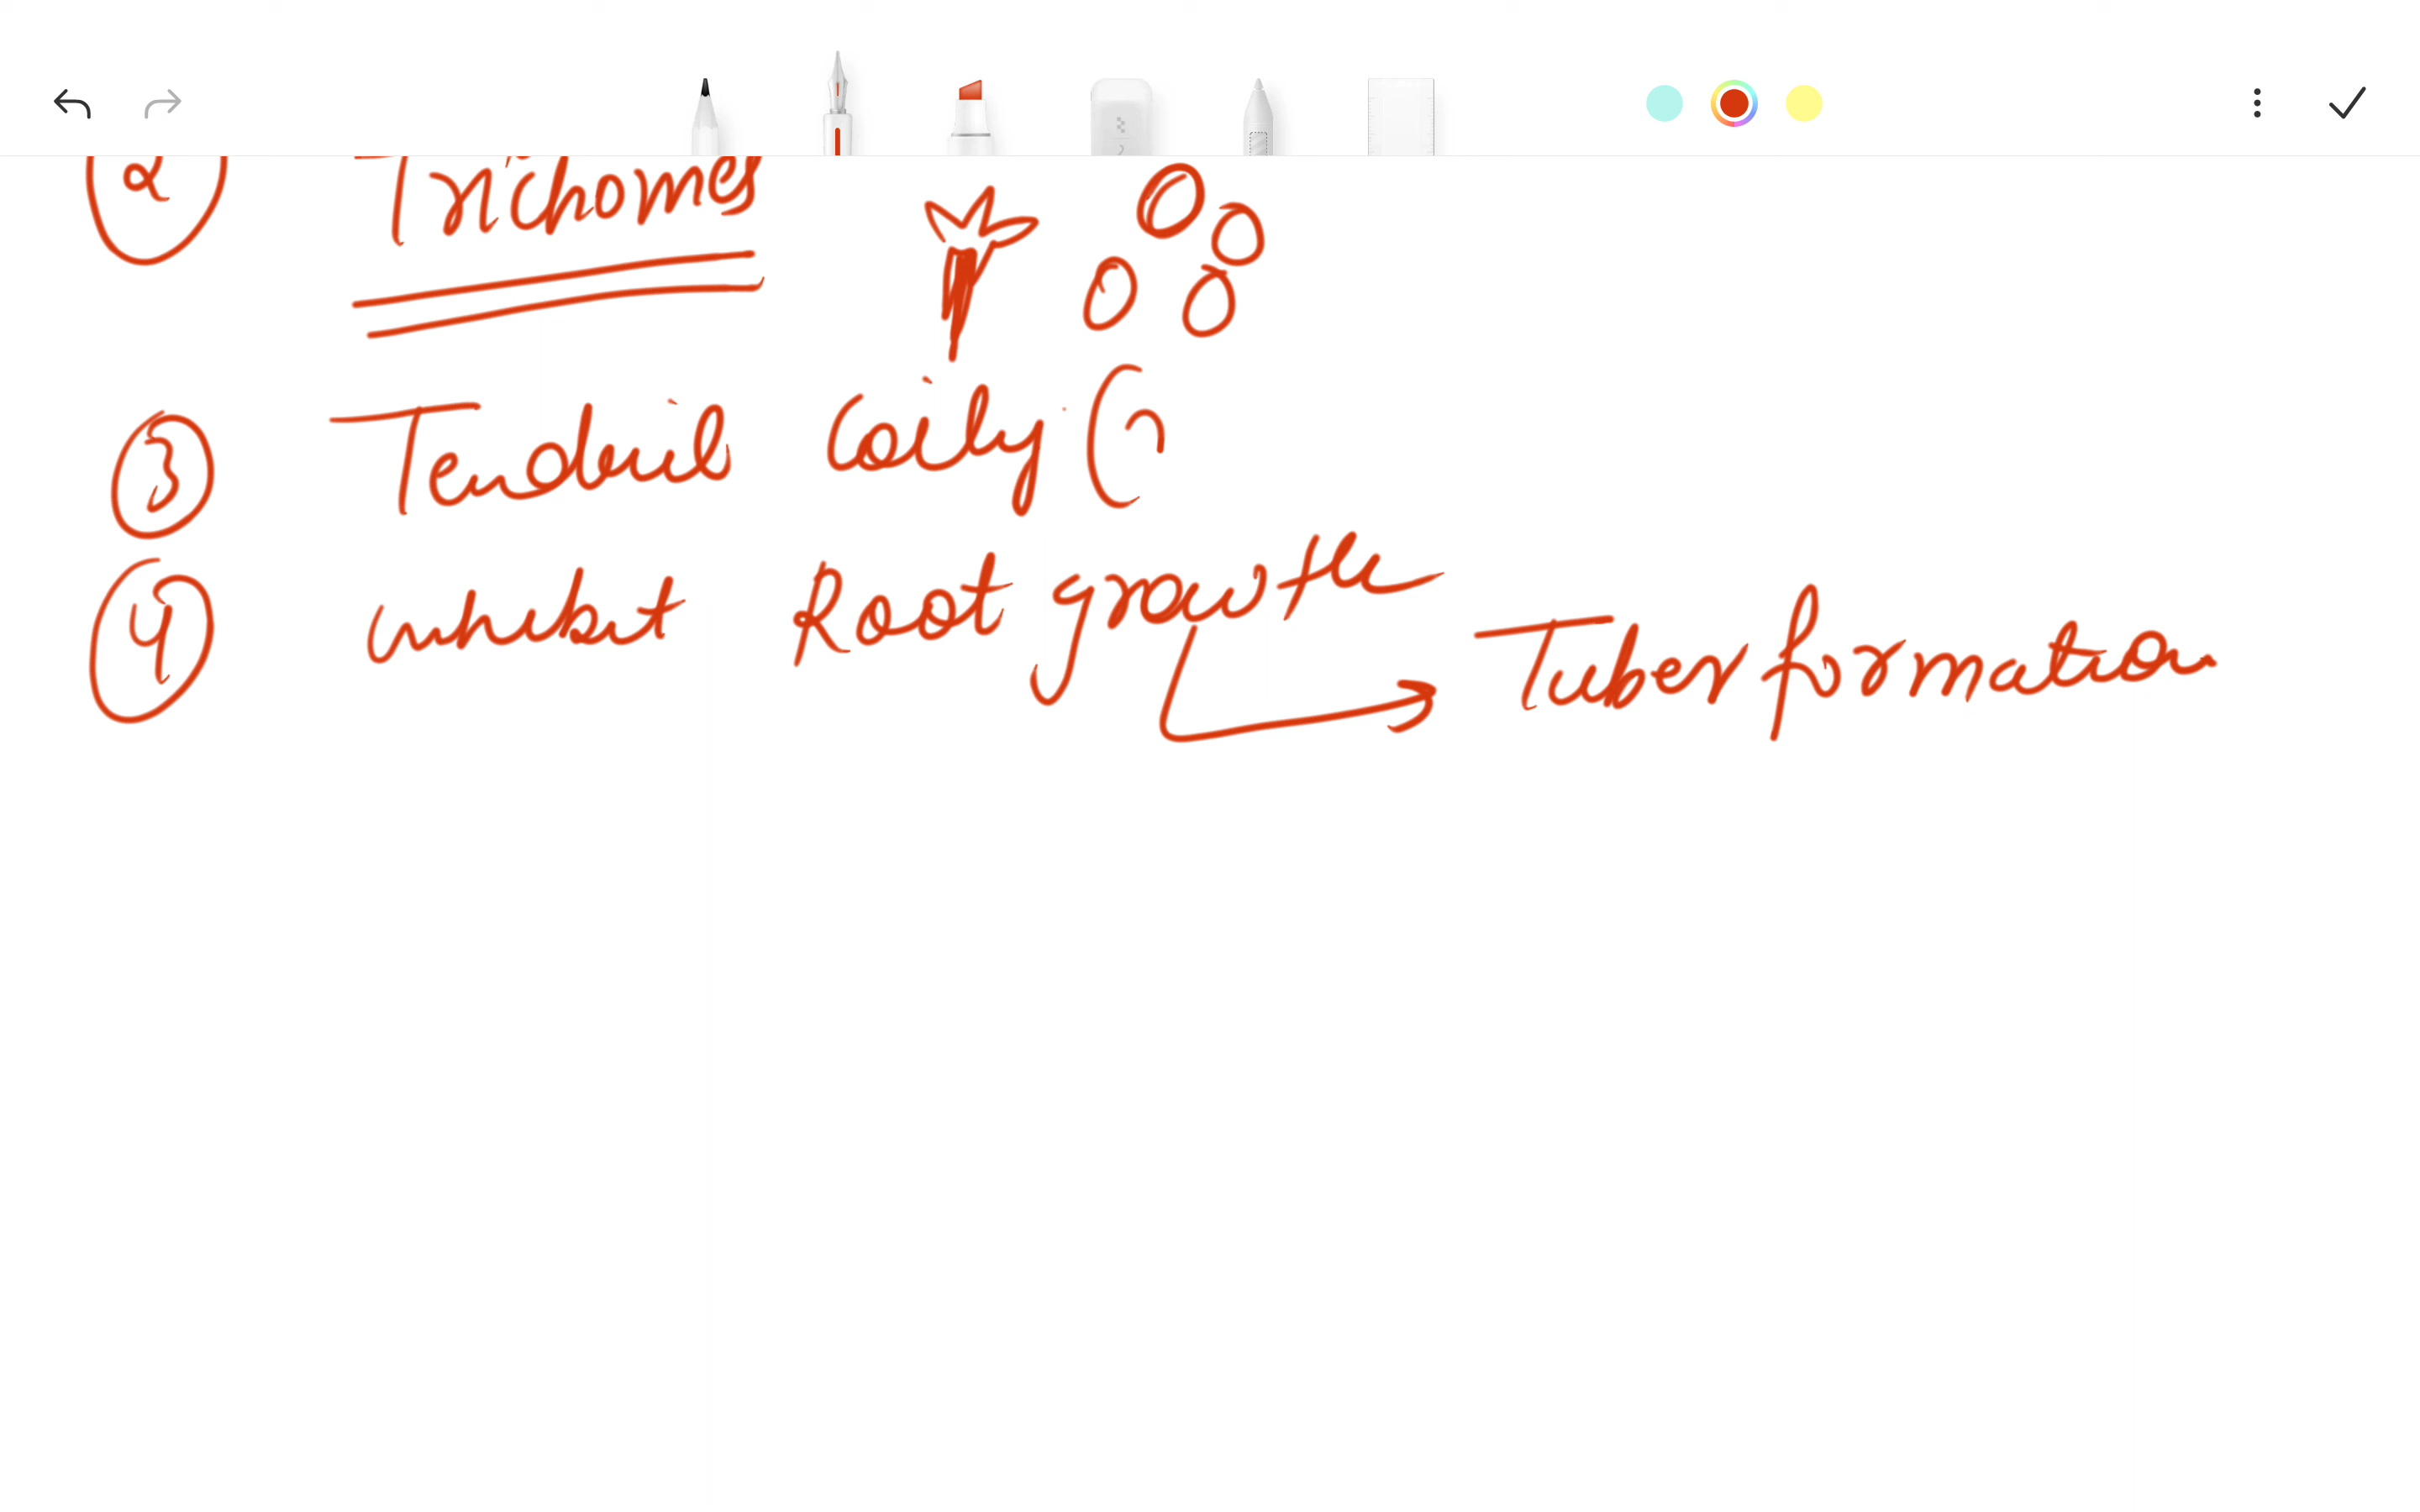 2 Trichomes
3 Tendril Coily (
4 inhibit Root growth
Tuber formation